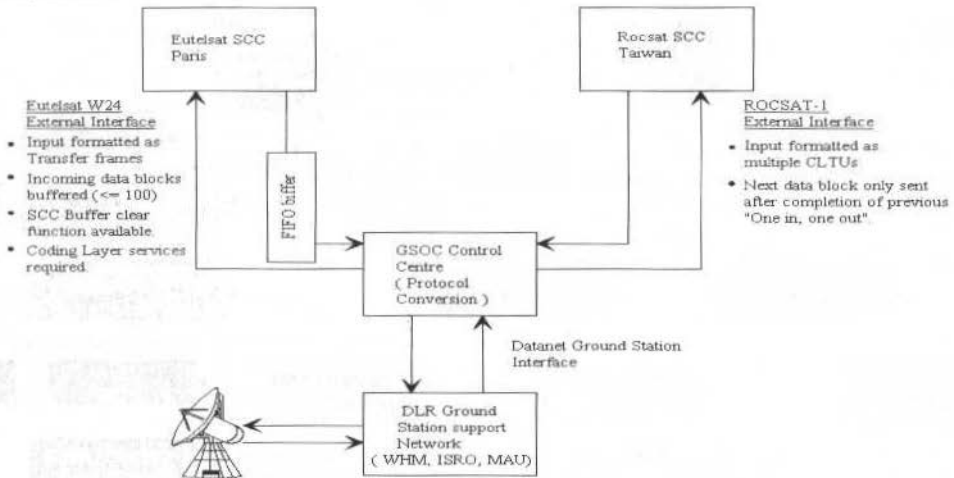 Eutelsat SCC
Paris
Rocsat SCC
Taiwan
Eutelsat W24
External Interface
• Input formatted as
Transfer frames
• Incoming data blocks
buffered (<= 100)
• SCC Buffer clear
function available.
• Coding Layer services
required.
FIFO buffer
ROCSAT-1
External Interface
• Input formatted as
multiple CLTUs
• Next data block only sent
after completion of previous
"One in, one out".
GSOC Control
Centre
( Protocol
Conversion )
Datanet Ground Station
Interface
DLR Ground
Station support
Network
( WHM, ISRO, MAU)